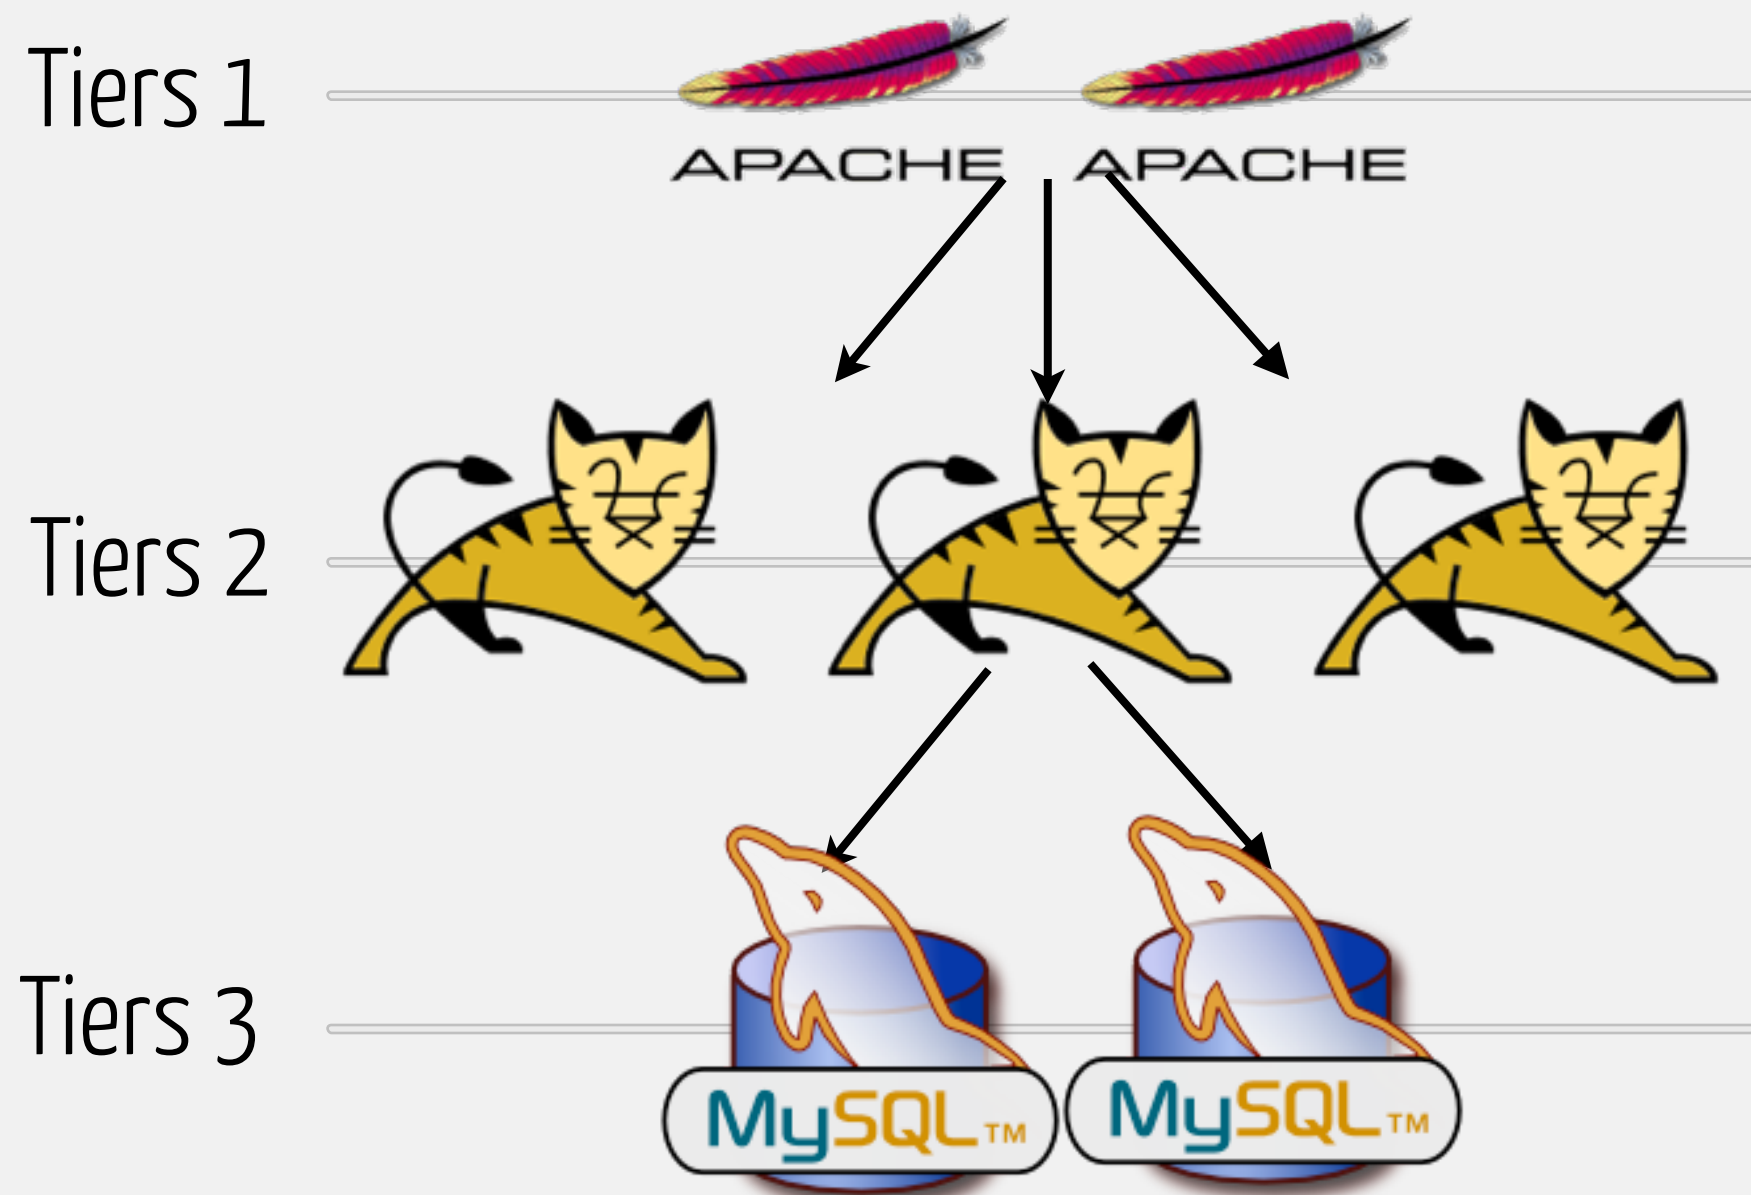 Tiers 1
APACHE APACHE
Tiers 2
Tiers 3
MySQL™ MySQL™